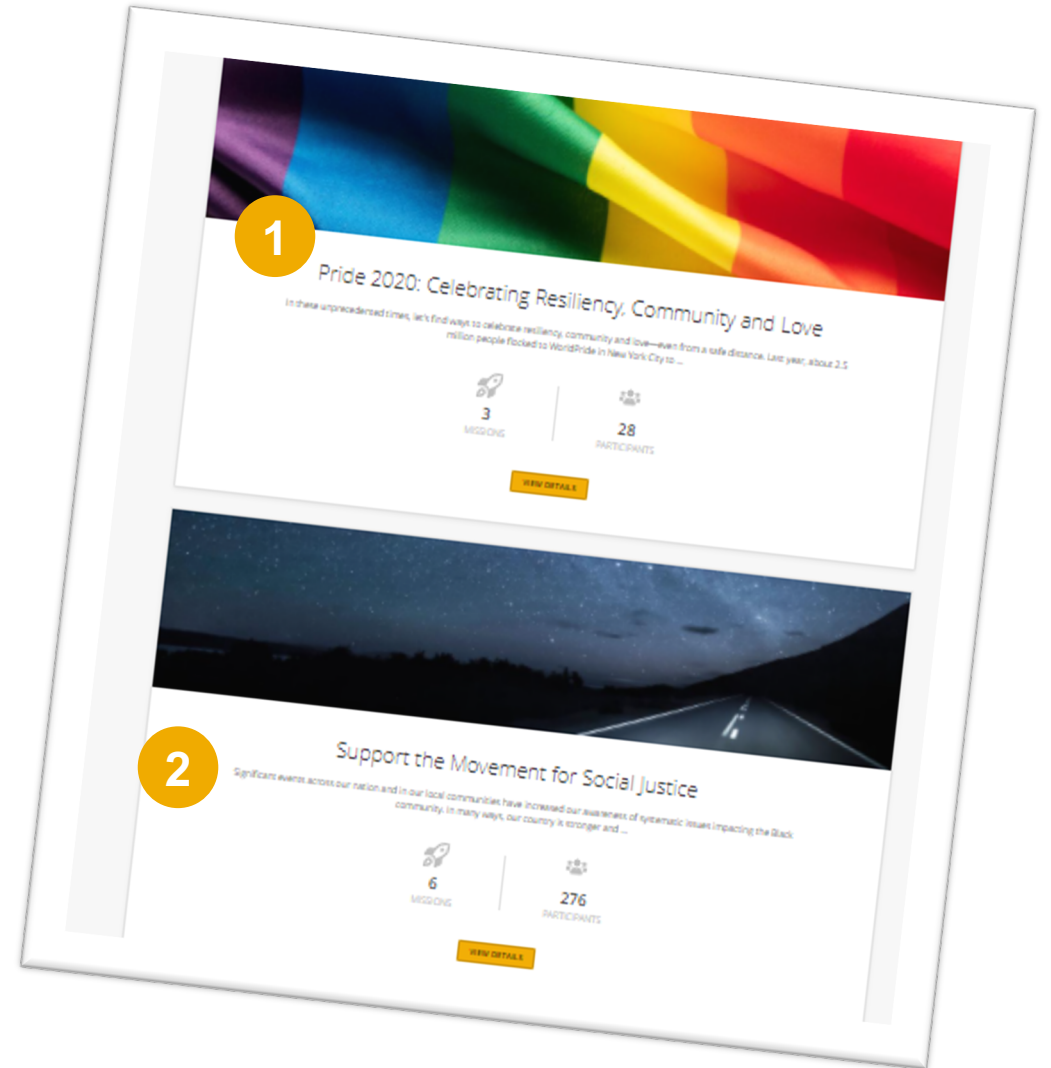 1
Pride 2020: Celebrating Resiliency, Community and Love
In these unprecedented times, let's find ways to celebrate resiliency, community and love—even from a safe distance. Last year, about 2.5
million people flocked to WorldPride in New York City to ...
3
MISSIONS
28
PARTICIPANTS
VIEW DETAILS
2
Support the Movement for Social Justice
Significant events across our nation and in our local communities have increased our awareness of systematic issues impacting the Black
community. In many ways, our country is stronger and ...
6
MISSIONS
276
PARTICIPANTS
VIEW DETAILS